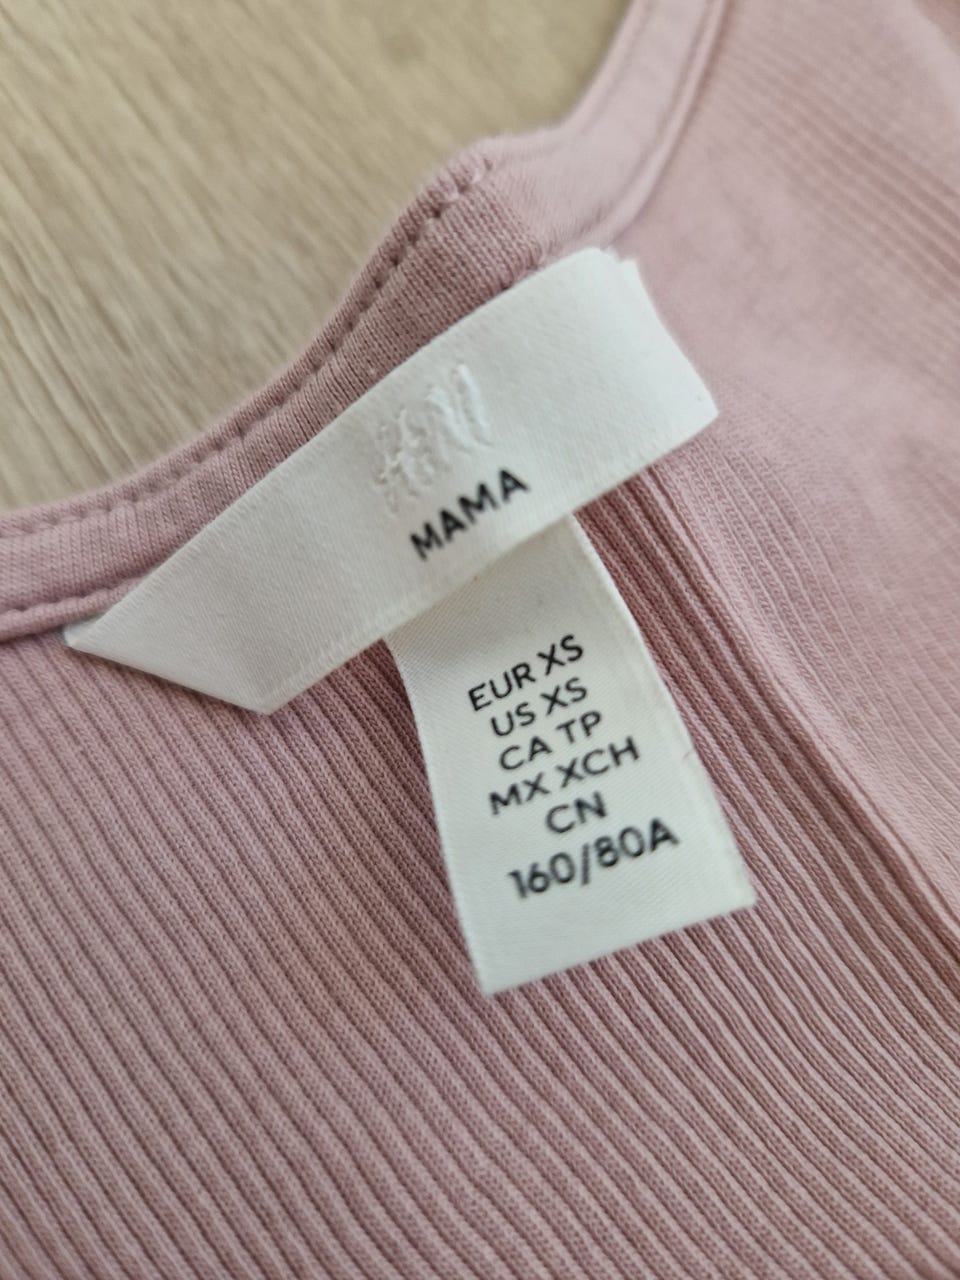 H&M
MAMA
EUR XS
US XS
CA TP
MX XCH
CN
160/80A